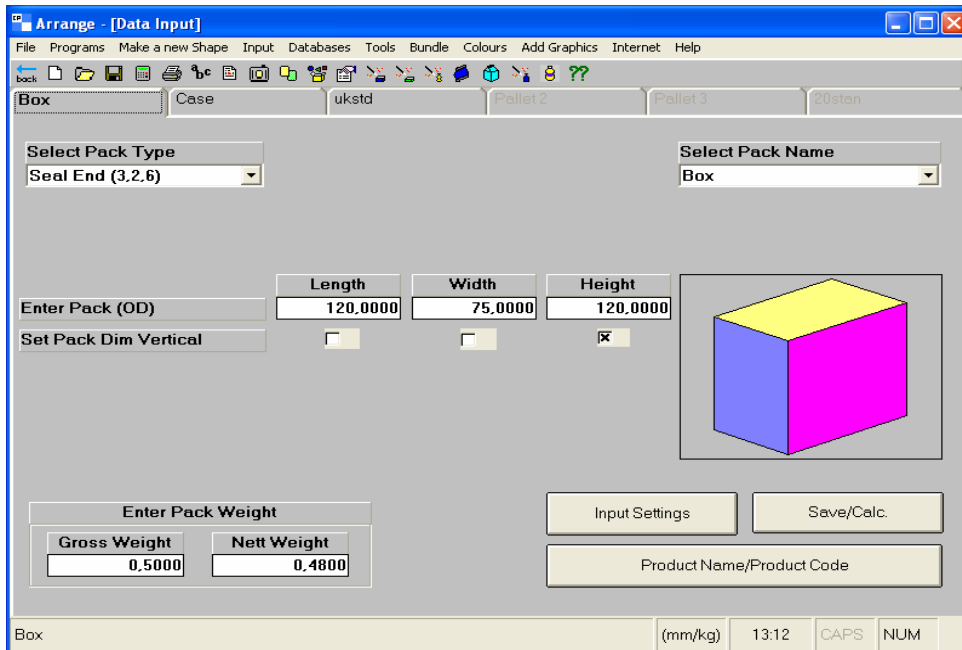 Arrange - [Data Input]
File Programs Make a new Shape Input Databases Tools Bundle Colours Add Graphics Internet Help
back abc ??
Box Case ukstd Pallet 2 Pallet 3 20stan
Select Pack Type Select Pack Name
Seal End (3,2,6) Box
Length Width Height
Enter Pack (OD) 120,0000 75,0000 120,0000
Set Pack Dim Vertical
Enter Pack Weight
Input Settings Save/Calc.
Gross Weight Nett Weight
0,5000 0,4800
Product Name/Product Code
Box (mm/kg) 13:12 CAPS NUM